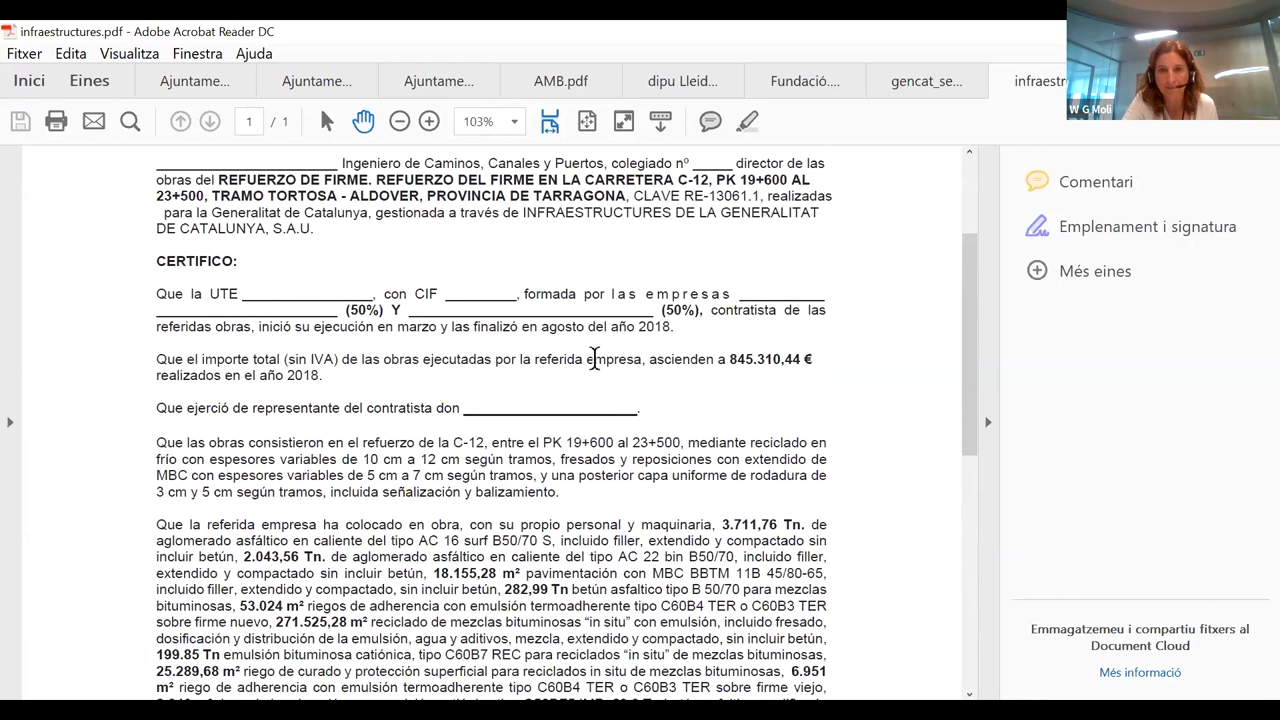 infraestructures.pdf - Adobe Acrobat Reader DC
Fitxer Edita Visualitza Finestra Ajuda
Inici Eines Ajuntame... Ajuntame... Ajuntame... AMB.pdf dipu Lleid... Fundació.... gencat_se... infraestr
W G Moli
1 / 1 103%
____ Ingeniero de Caminos, Canales y Puertos, colegiado nº ____ director de las
obras del REFUERZO DE FIRME. REFUERZO DEL FIRME EN LA CARRETERA C-12, PK 19+600 AL
23+500, TRAMO TORTOSA - ALDOVER, PROVINCIA DE TARRAGONA, CLAVE RE-13061.1, realizadas
para la Generalitat de Catalunya, gestionada a través de INFRAESTRUCTURES DE LA GENERALITAT
DE CATALUNYA, S.A.U.
CERTIFICO:
Que la UTE ____, con CIF ____, formada por las empresas ____
____ (50%) Y ____ (50%), contratista de las
referidas obras, inició su ejecución en marzo y las finalizó en agosto del año 2018.
Que el importe total (sin IVA) de las obras ejecutadas por la referida empresa, ascienden a 845.310,44 €
realizados en el año 2018.
Que ejerció de representante del contratista don ____.
Que las obras consistieron en el refuerzo de la C-12, entre el PK 19+600 al 23+500, mediante reciclado en
frío con espesores variables de 10 cm a 12 cm según tramos, fresados y reposiciones con extendido de
MBC con espesores variables de 5 cm a 7 cm según tramos, y una posterior capa uniforme de rodadura de
3 cm y 5 cm según tramos, incluida señalización y balizamiento.
Que la referida empresa ha colocado en obra, con su propio personal y maquinaria, 3.711,76 Tn. de
aglomerado asfáltico en caliente del tipo AC 16 surf B50/70 S, incluido filler, extendido y compactado sin
incluir betún, 2.043,56 Tn. de aglomerado asfáltico en caliente del tipo AC 22 bin B50/70, incluido filler,
extendido y compactado sin incluir betún, 18.155,28 m² pavimentación con MBC BBTM 11B 45/80-65,
incluido filler, extendido y compactado, sin incluir betún, 282,99 Tn betún asfaltico tipo B 50/70 para mezclas
bituminosas, 53.024 m² riegos de adherencia con emulsión termoadherente tipo C60B4 TER o C60B3 TER
sobre firme nuevo, 271.525,28 m² reciclado de mezclas bituminosas “in situ” con emulsión, incluido fresado,
dosificación y distribución de la emulsión, agua y aditivos, mezcla, extendido y compactado, sin incluir betún,
199.85 Tn emulsión bituminosa catiónica, tipo C60B7 REC para reciclados “in situ” de mezclas bituminosas,
25.289,68 m² riego de curado y protección superficial para reciclados in situ de mezclas bituminosas, 6.951
m² riego de adherencia con emulsión termoadherente tipo C60B4 TER o C60B3 TER sobre firme viejo,
Comentari
Emplenament i signatura
Més eines
Emmagatzemeu i compartiu fitxers al
Document Cloud
Més informació